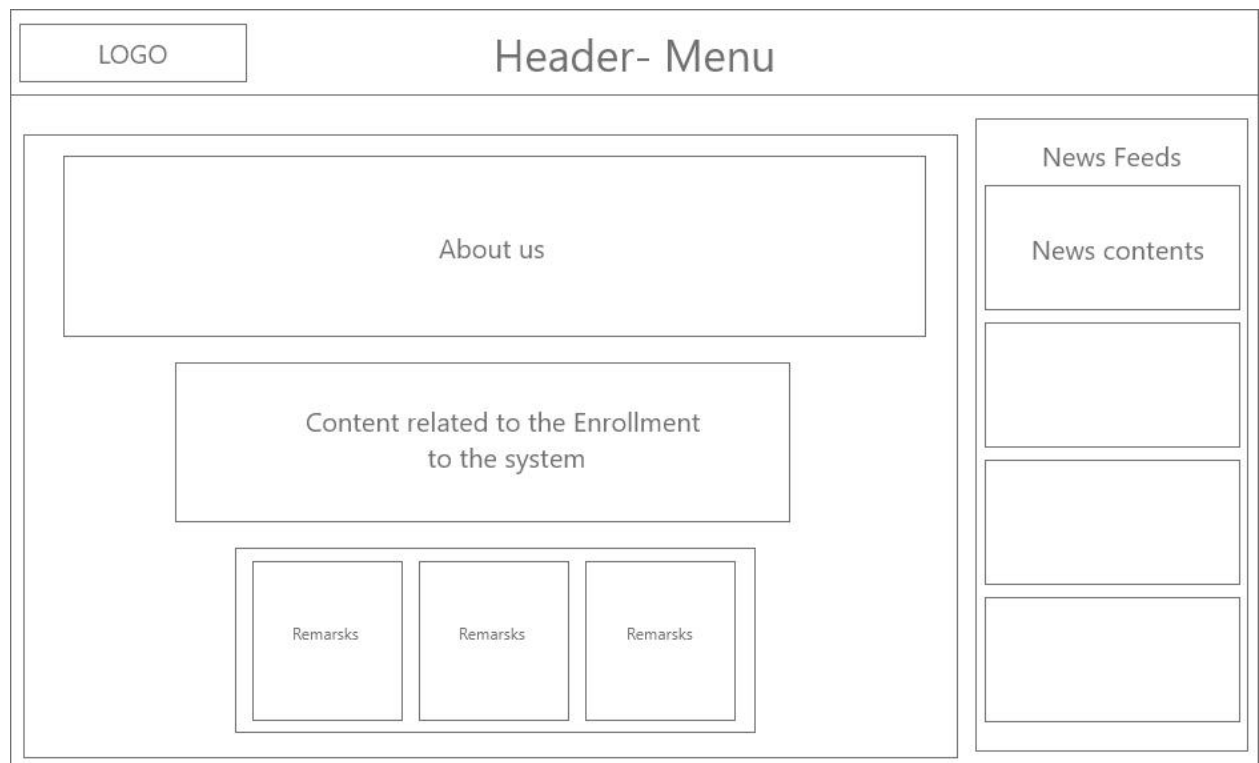 LOGO
Header- Menu
About us
Content related to the Enrollment
to the system
Remarsks
Remarsks
Remarsks
News Feeds
News contents